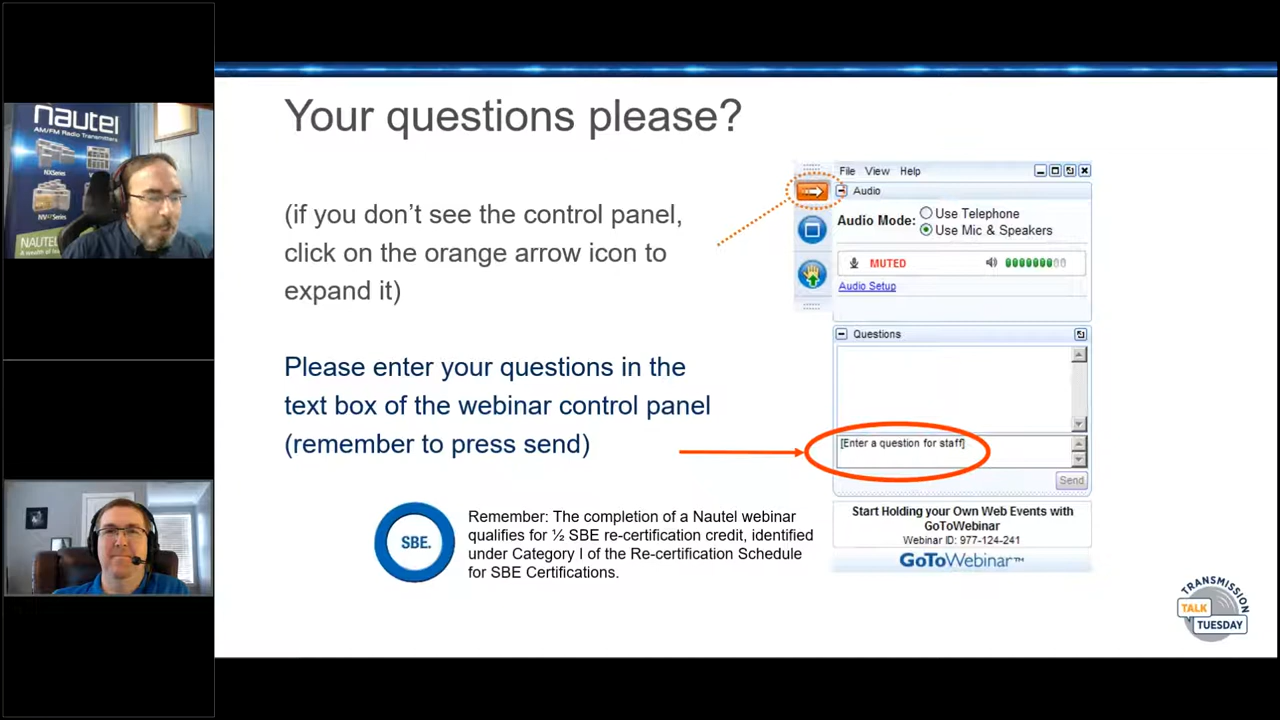 nautel
AM/FM Radio Transmitters
NXSeries
NAUTEL
Your questions please?
(if you don’t see the control panel,
click on the orange arrow icon to
expand it)
Please enter your questions in the
text box of the webinar control panel
(remember to press send)
File View Help
Audio
Audio Mode:
Use Telephone
Use Mic & Speakers
MUTED
Audio Setup
Questions
[Enter a question for staff]
Send
Start Holding your Own Web Events with
GoToWebinar
Webinar ID: 977-124-241
GoToWebinar™
SBE.
Remember: The completion of a Nautel webinar
qualifies for ½ SBE re-certification credit, identified
under Category I of the Re-certification Schedule
for SBE Certifications.
TRANSMISSION
TALK
TUESDAY